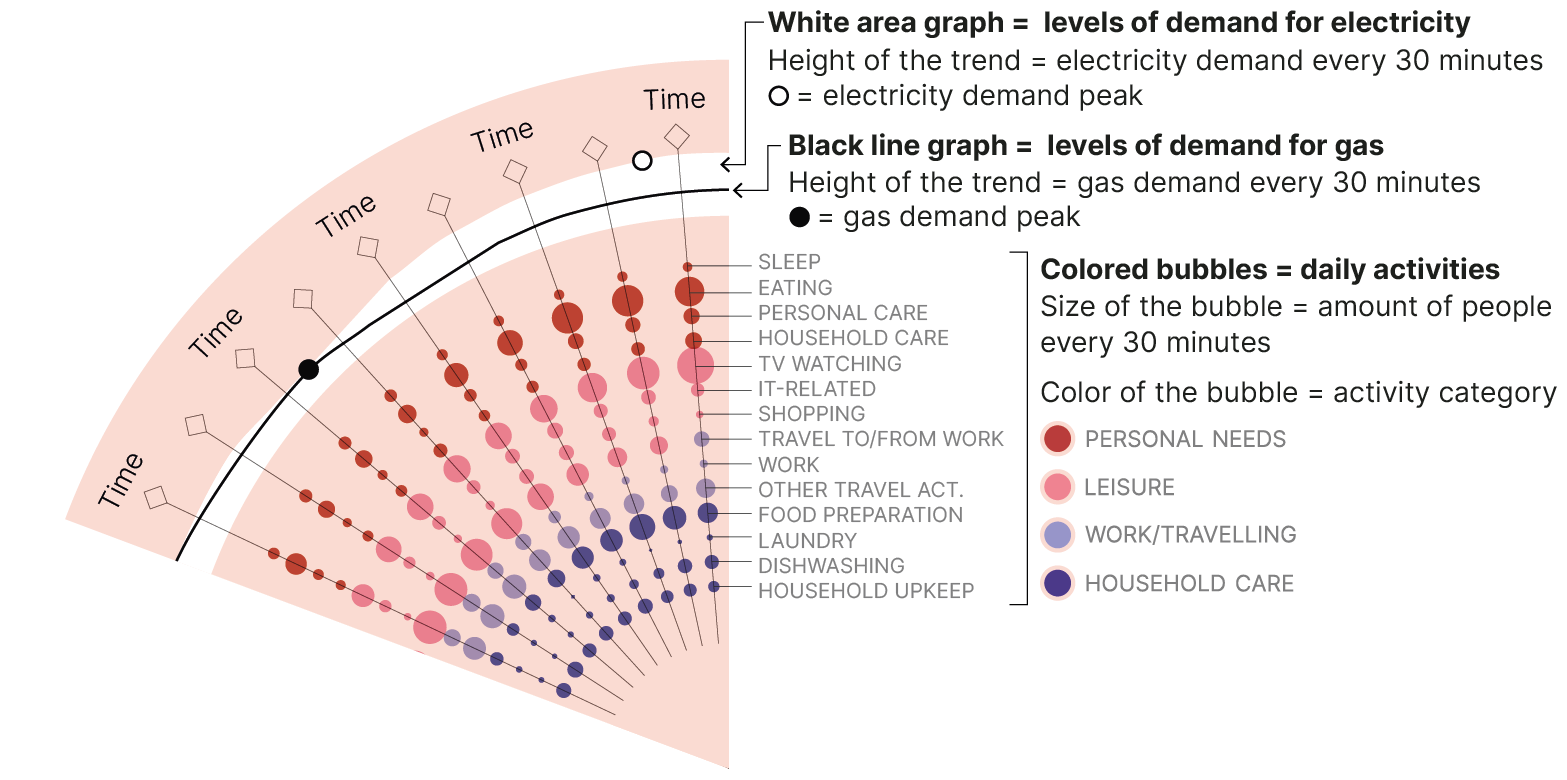 White area graph = levels of demand for electricity
Height of the trend = electricity demand every 30 minutes
= electricity demand peak
Black line graph = levels of demand for gas
Height of the trend = gas demand every 30 minutes
= gas demand peak
Time
Time
Time
Time
Time
SLEEP
EATING
PERSONAL CARE
HOUSEHOLD CARE
TV WATCHING
IT-RELATED
SHOPPING
TRAVEL TO/FROM WORK
WORK
OTHER TRAVEL ACT.
FOOD PREPARATION
LAUNDRY
DISHWASHING
HOUSEHOLD UPKEEP
Colored bubbles = daily activities
Size of the bubble = amount of people
every 30 minutes
Color of the bubble = activity category
PERSONAL NEEDS
LEISURE
WORK/TRAVELLING
HOUSEHOLD CARE